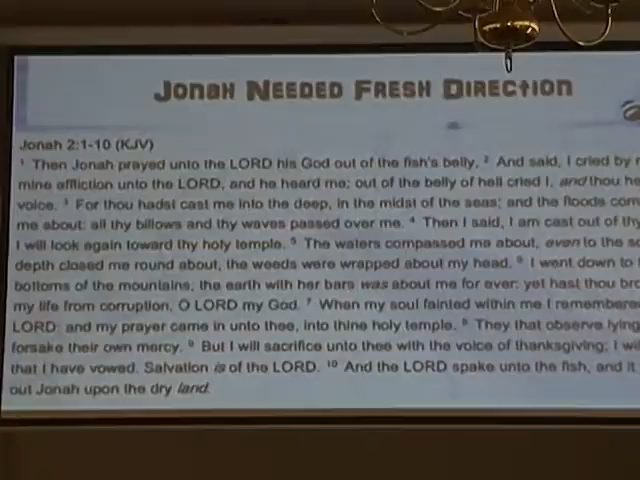 Jonah Needed Fresh Direction
Jonah 2:1-10 (KJV)
1 Then Jonah prayed unto the LORD his God out of the fish's belly, 2 And said, I cried by
mine affliction unto the LORD, and he heard me; out of the belly of hell cried I, and thou
voice. 3 For thou hadst cast me into the deep, in the midst of the seas; and the floods
me about: all thy billows and thy waves passed over me. 4 Then I said, I am cast out of
I will look again toward thy holy temple. 5 The waters compassed me about, even to the
depth closed me round about, the weeds were wrapped about my head. 6 I went down to
bottoms of the mountains; the earth with her bars was about me for ever: yet hast thou
my life from corruption, O LORD my God. 7 When my soul fainted within me I
LORD: and my prayer came in unto thee, into thine holy temple. 8 They that observe lying
forsake their own mercy. 9 But I will sacrifice unto thee with the voice of thanksgiving; I
that I have vowed. Salvation is of the LORD. 10 And the LORD spake unto the fish, and it
out Jonah upon the dry land.